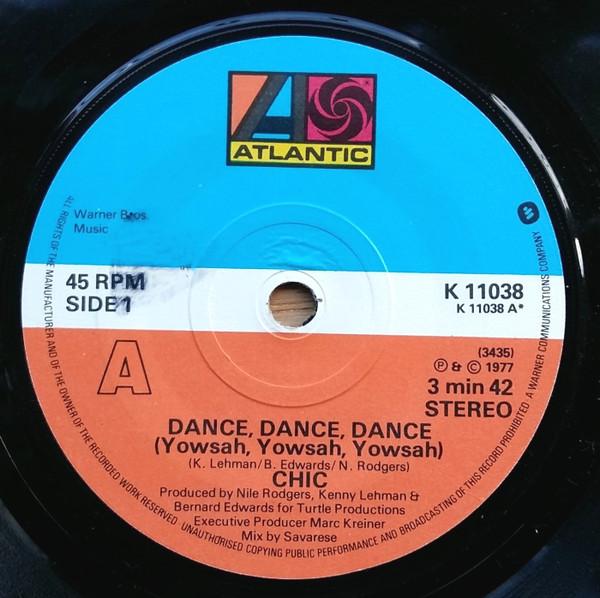 ATLANTIC
Warner Bros.
Music
45 RPM
SIDE 1
K 11038
K 11038 A*
A
(3435)
℗ & © 1977
3 min 42
STEREO
DANCE, DANCE, DANCE
(Yowsah, Yowsah, Yowsah)
(K. Lehman/B. Edwards/N. Rodgers)
CHIC
Produced by Nile Rodgers, Kenny Lehman &
Bernard Edwards for Turtle Productions
Executive Producer Marc Kreiner
Mix by Savarese
ALL RIGHTS OF THE MANUFACTURER AND OF THE OWNER OF THE RECORDED WORK RESERVED. UNAUTHORISED COPYING PUBLIC PERFORMANCE AND BROADCASTING OF THIS RECORD PROHIBITED A WARNER COMMUNICATIONS COMPANY